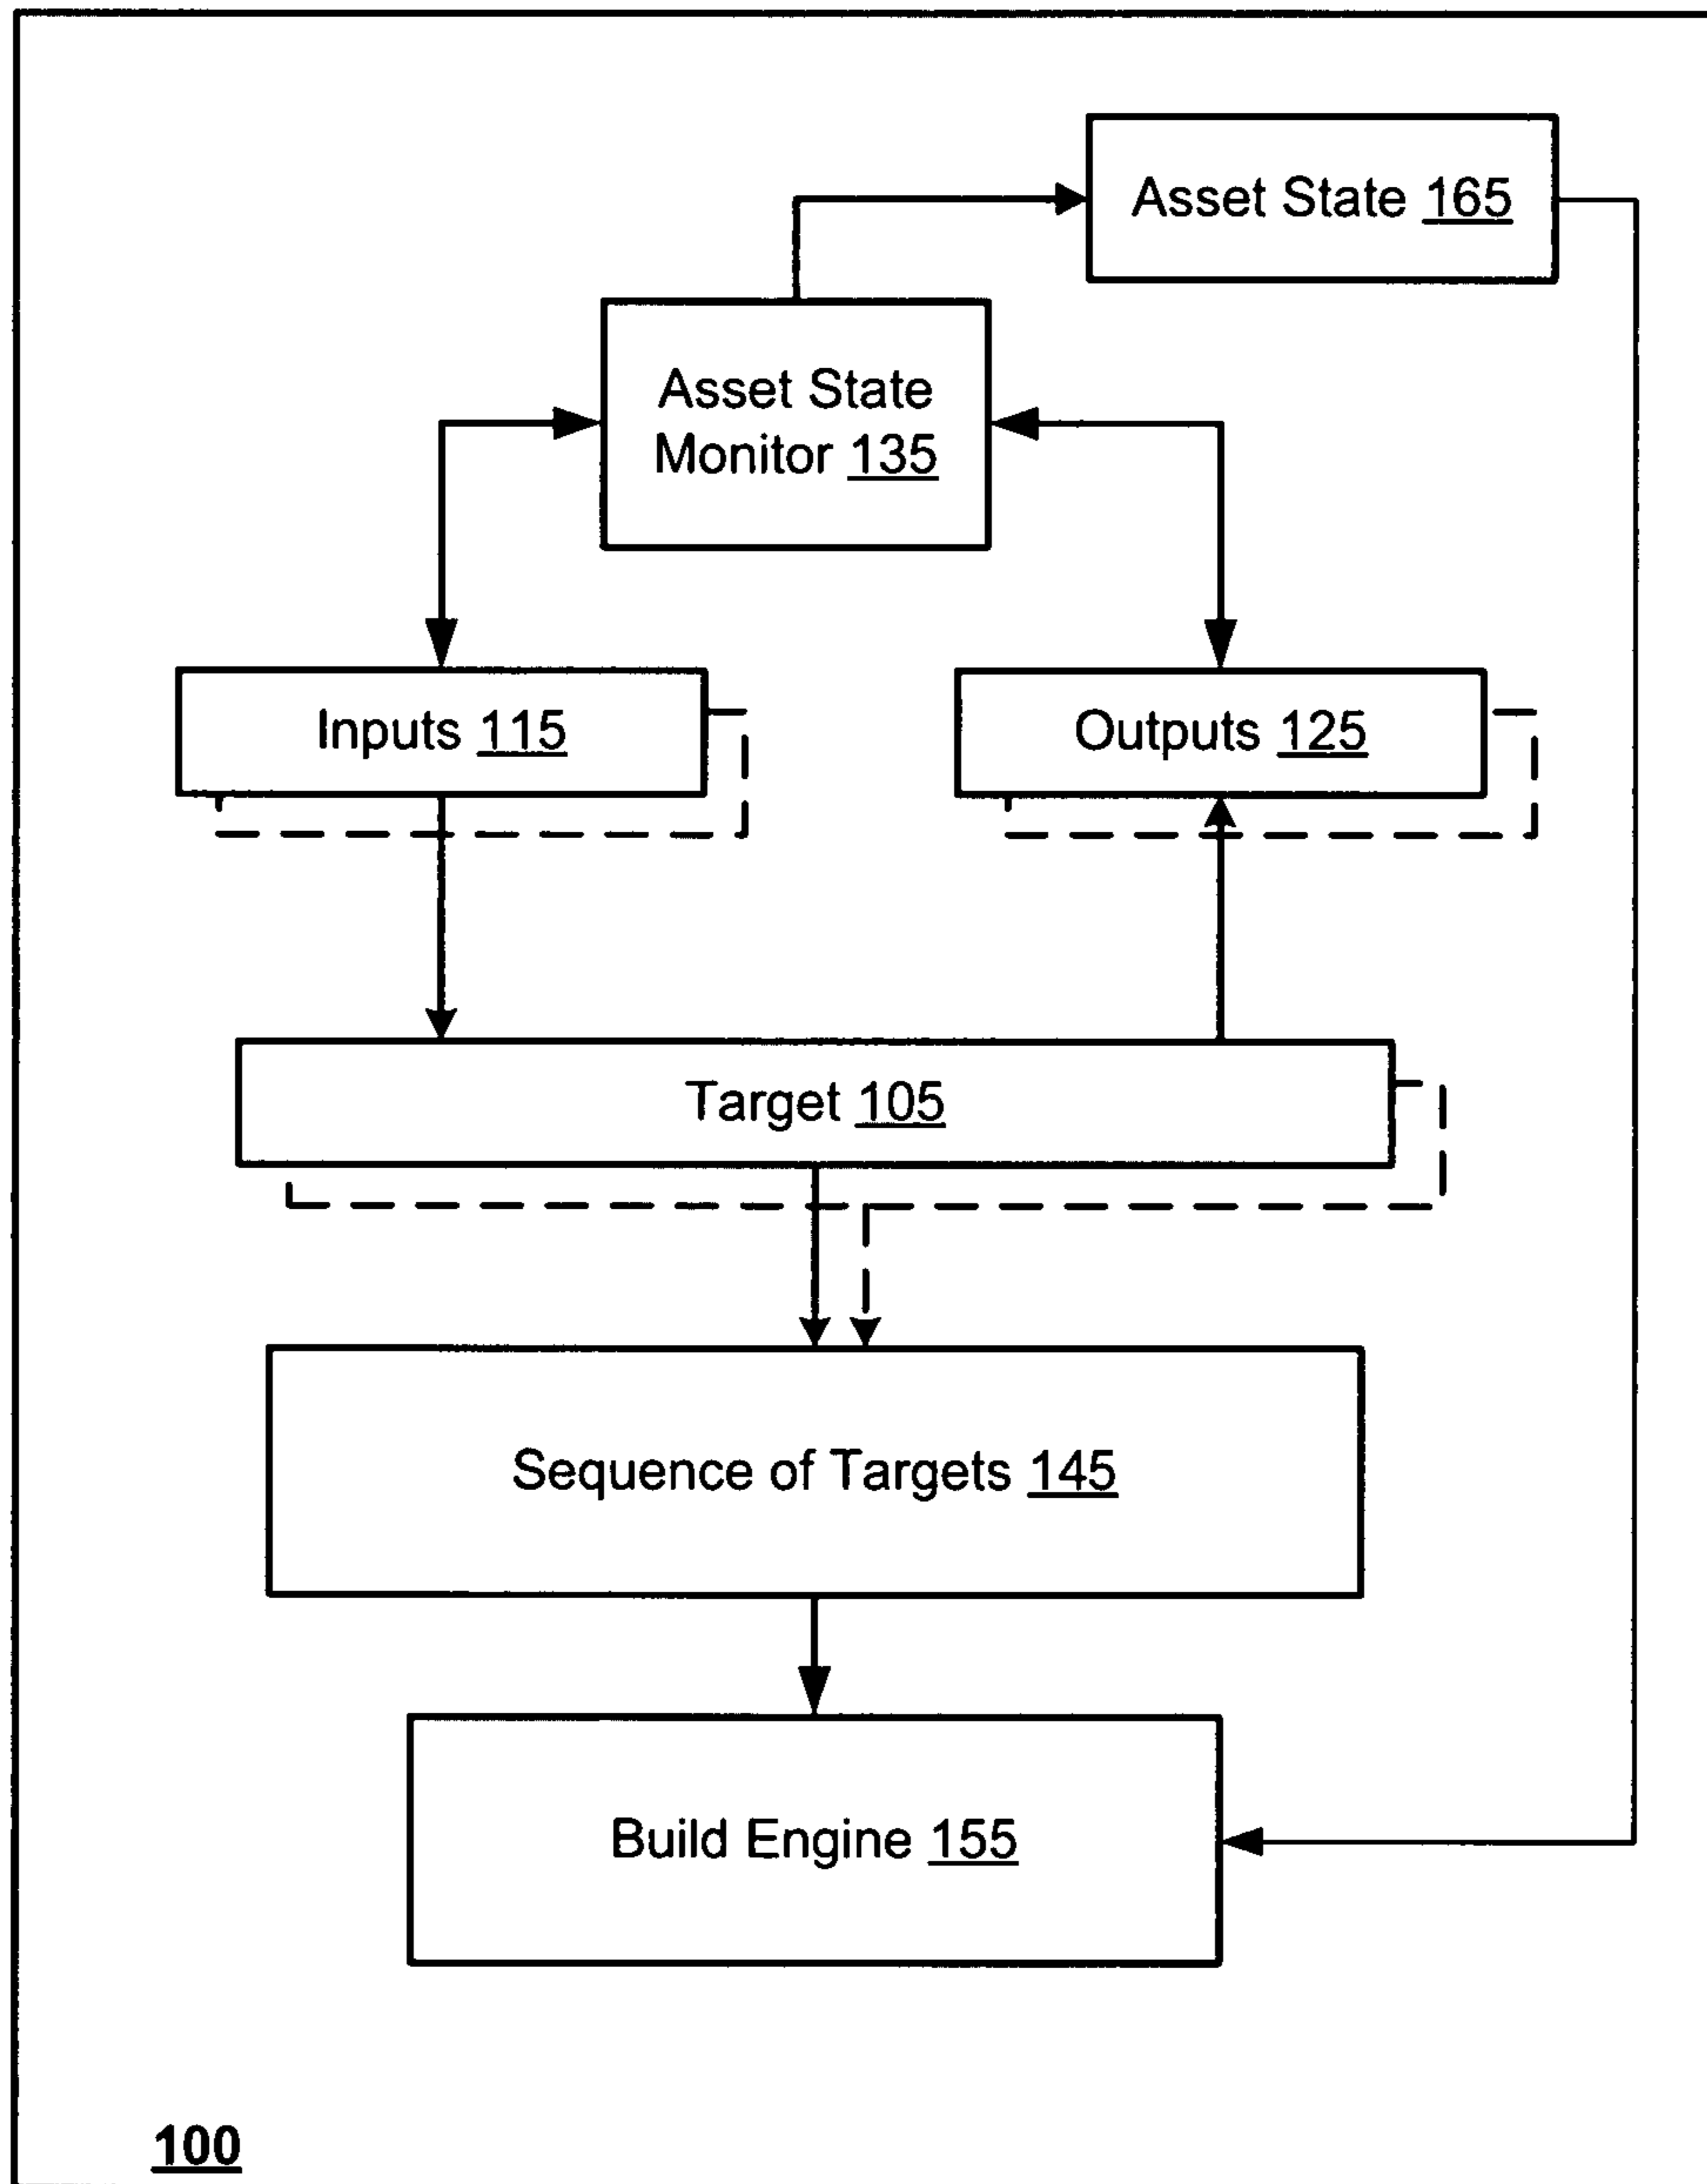 Asset State 165
Asset State
Monitor 135
Inputs 115
Outputs 125
Target 105
Sequence of Targets 145
Build Engine 155
100